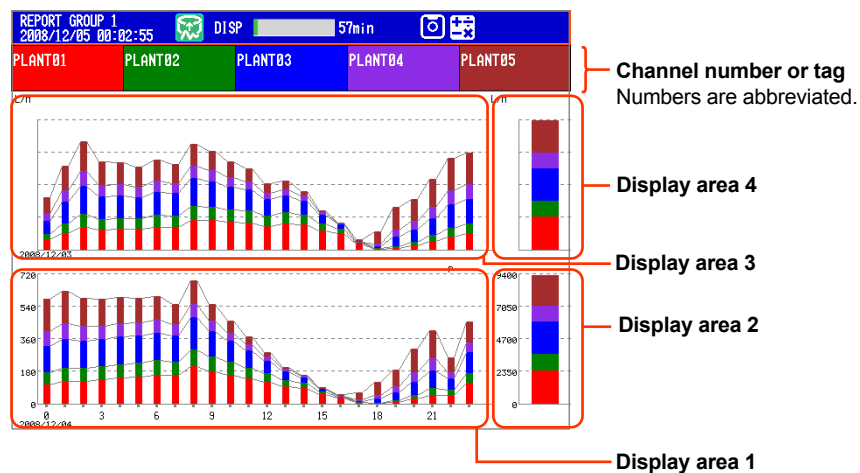 REPORT GROUP 1
2008/12/05 00:02:55
DISP
57min
PLANT01
PLANT02
PLANT03
PLANT04
PLANT05
Channel number or tag
Numbers are abbreviated.
Display area 4
2008/12/03
Display area 3
720
540
360
180
0
9400
7050
4700
2350
0
Display area 2
0
3
6
9
12
15
18
21
2008/12/04
Display area 1